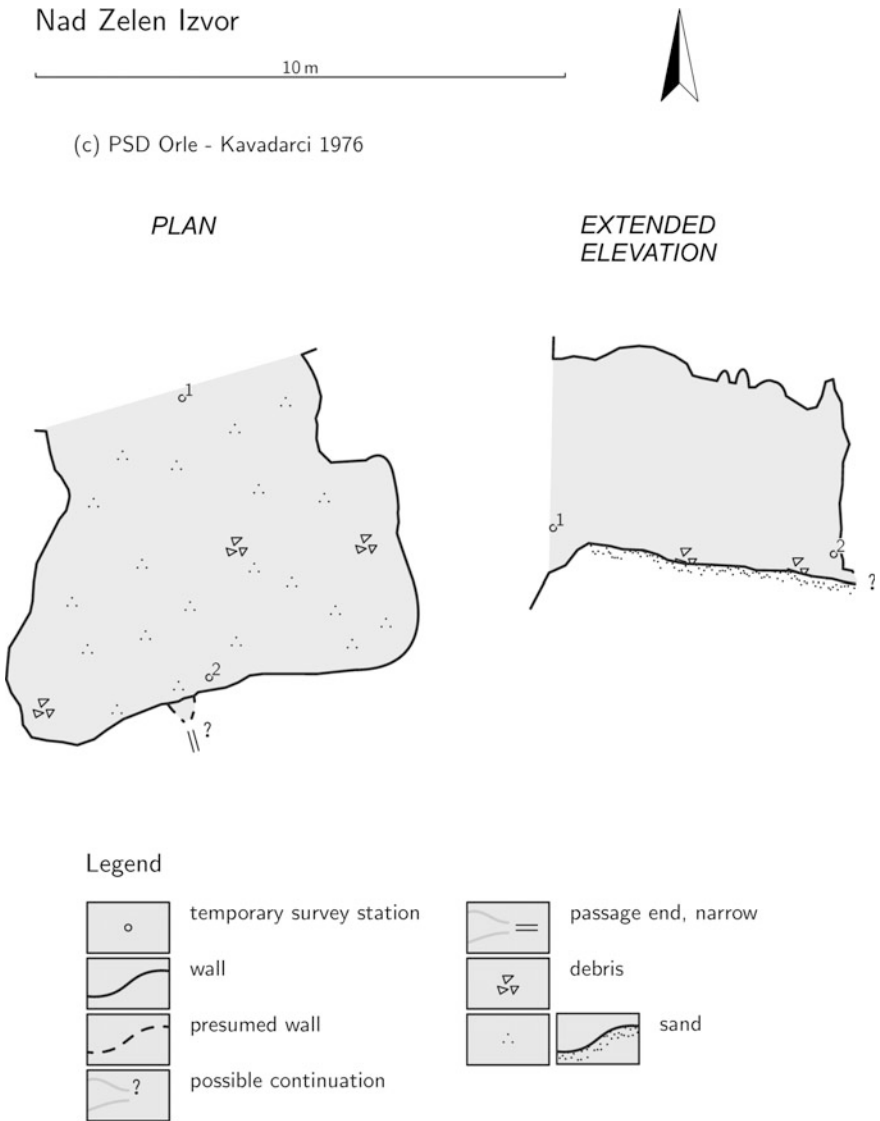 Nad Zelen Izvor
10 m
(c) PSD Orle - Kavadarci 1976
PLAN
1
2
?
EXTENDED
ELEVATION
1
2
?
Legend
temporary survey station
wall
presumed wall
?
possible continuation
passage end, narrow
debris
sand